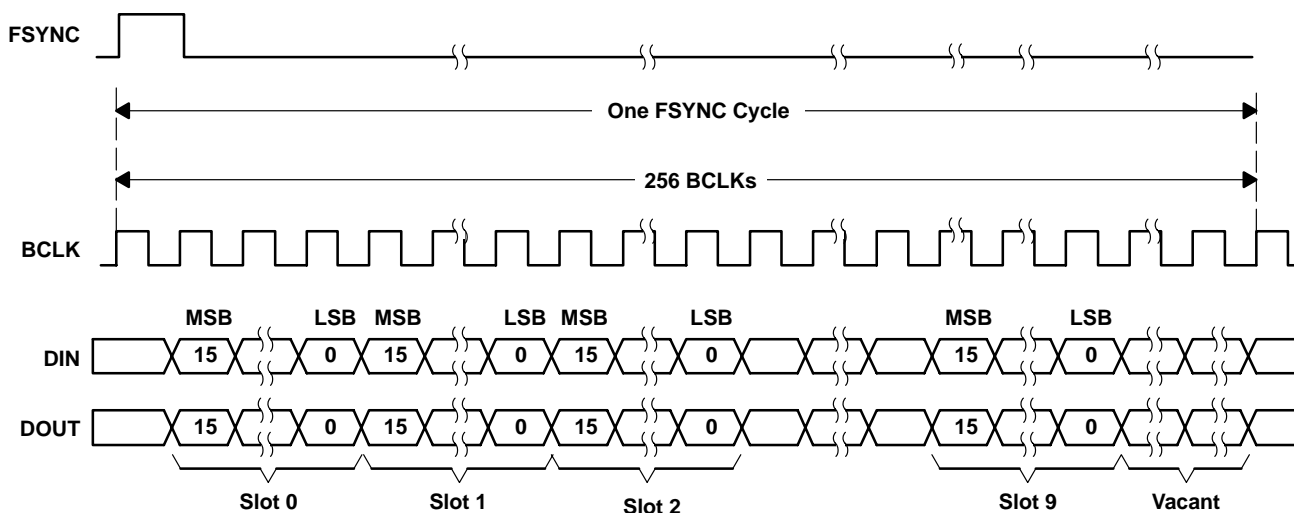 FSYNC
One FSYNC Cycle
256 BCLKs
BCLK
MSB LSB MSB LSB MSB LSB MSB LSB
DIN 15 0 15 0 15 0 15 0
DOUT 15 0 15 0 15 0 15 0
Slot 0 Slot 1 Slot 2 Slot 9 Vacant